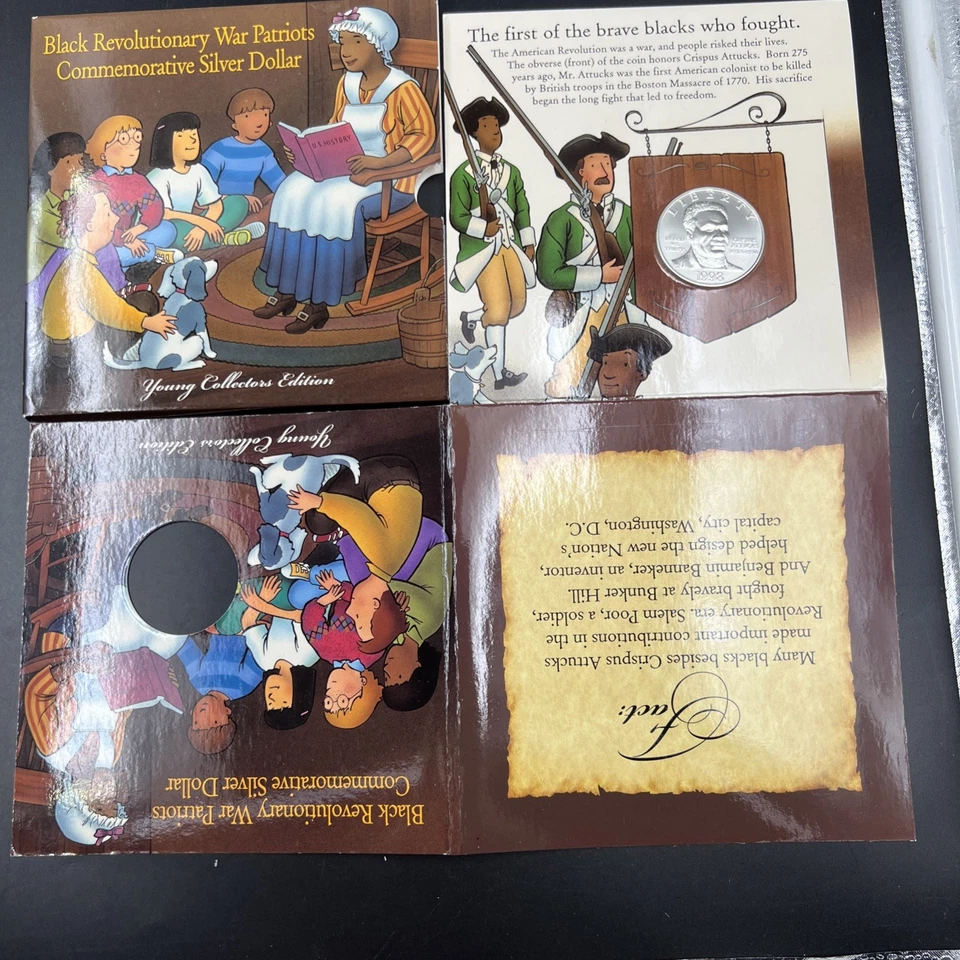 Black Revolutionary War Patriots
Commemorative Silver Dollar
U.S. HISTORY
Young Collectors Edition
The first of the brave blacks who fought.
The American Revolution was a war, and people risked their lives.
The obverse (front) of the coin honors Crispus Attucks. Born 275
years ago, Mr. Attucks was the first American colonist to be killed
by British troops in the Boston Massacre of 1770. His sacrifice
began the long fight that led to freedom.
LIBERTY
1998
Young Collectors Edition
Black Revolutionary War Patriots
Commemorative Silver Dollar
Fact:
Many blacks besides Crispus Attucks
made important contributions in the
Revolutionary era. Salem Poor, a soldier,
fought bravely at Bunker Hill.
And Benjamin Banneker, an inventor,
helped design the new Nation's
capital city, Washington, D.C.